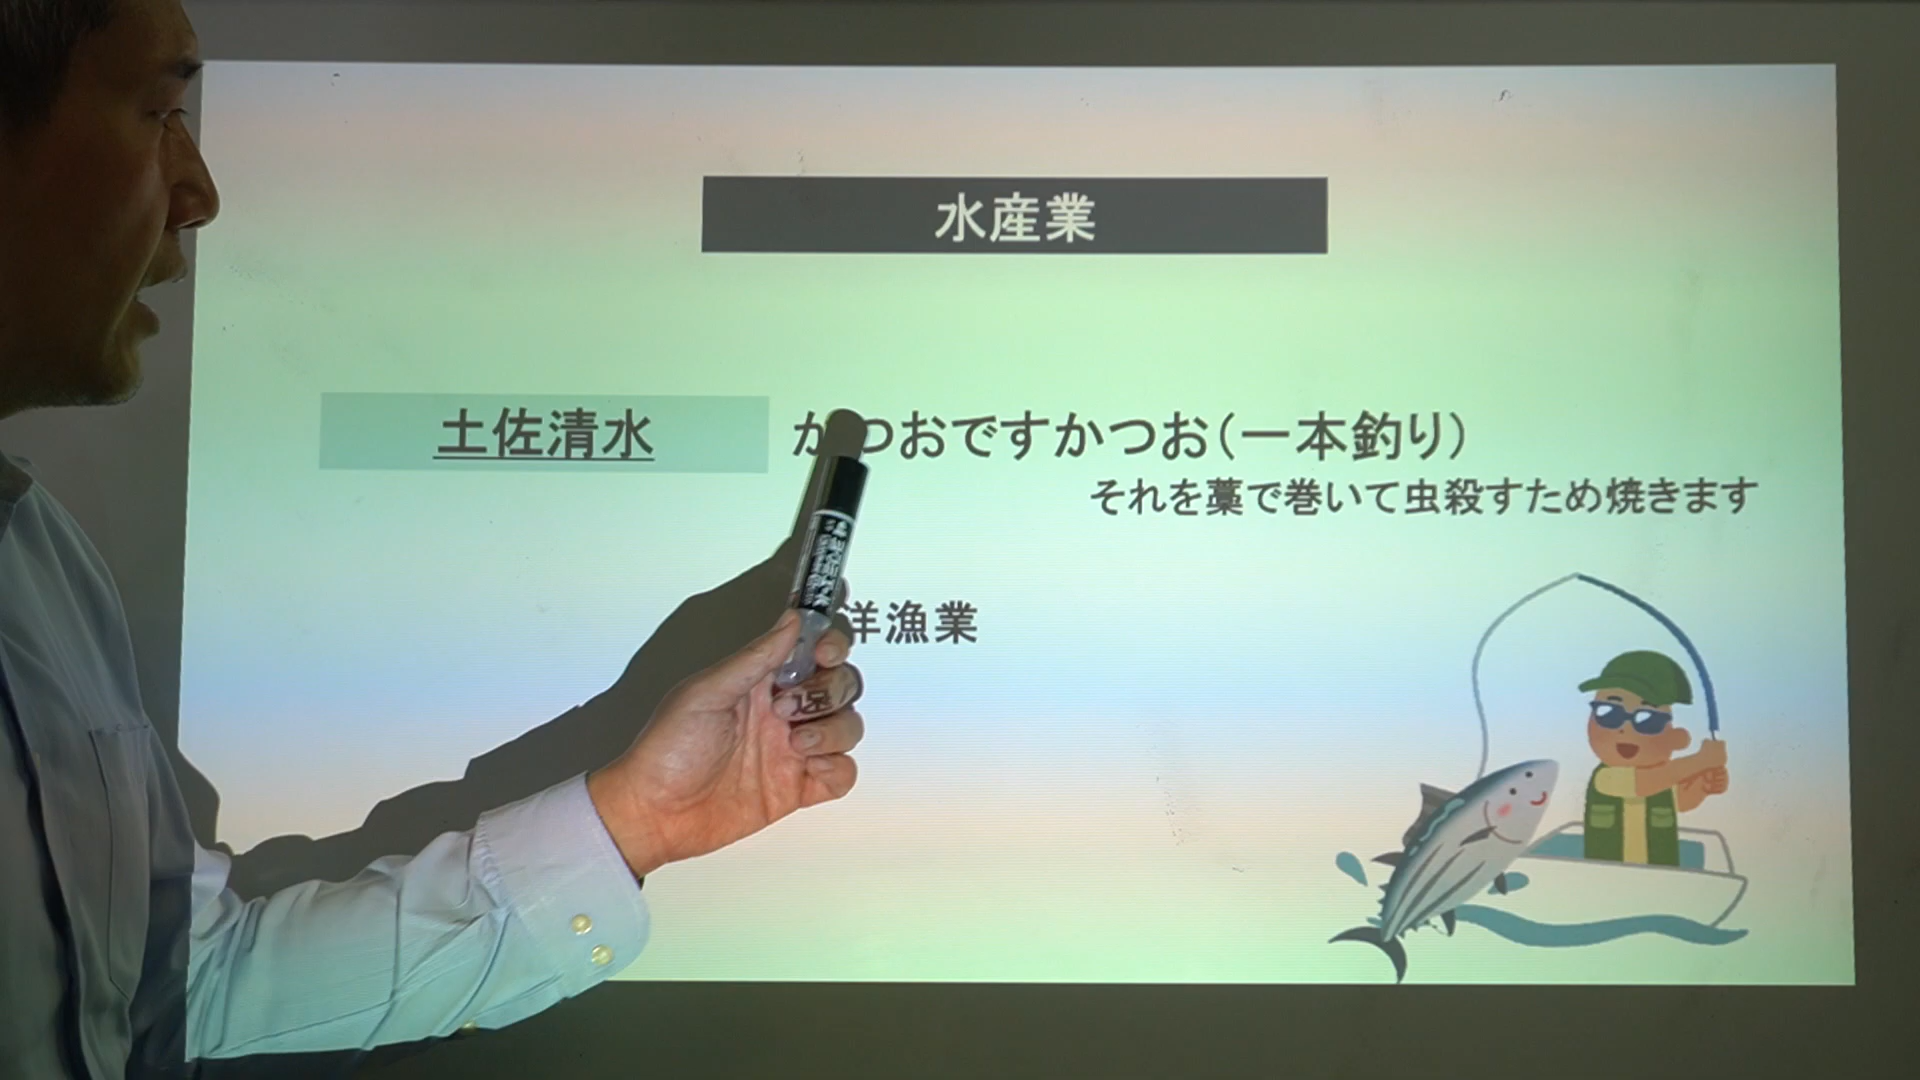 水産業
土佐清水 かつおですかつお（一本釣り）
それを藁で巻いて虫殺すため焼きます
遠洋漁業